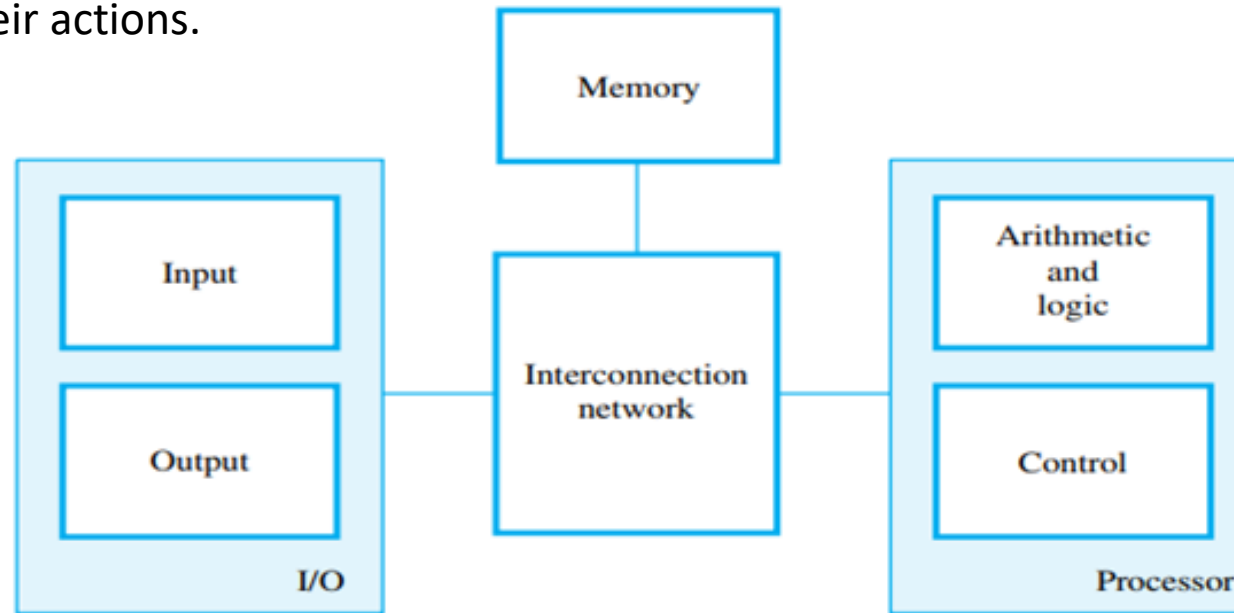 eir actions.
Memory
Input
Output
I/O
Interconnection
network
Arithmetic
and
logic
Control
Processor